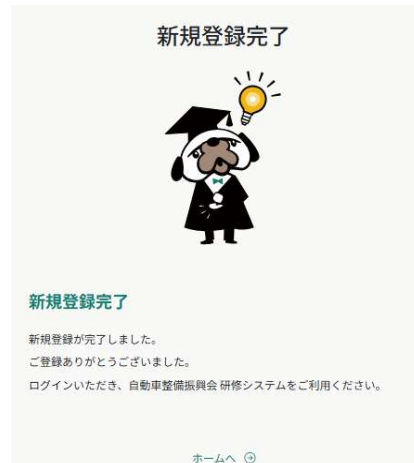 新規登録完了
新規登録完了
新規登録が完了しました。
ご登録ありがとうございました。
ログインいただき、自動車整備振興会 研修システムをご利用ください。
ホームへ